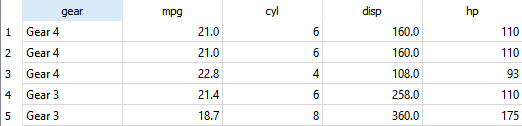 gear mpg cyl disp hp
1 Gear 4 21.0 6 160.0 110
2 Gear 4 21.0 6 160.0 110
3 Gear 4 22.8 4 108.0 93
4 Gear 3 21.4 6 258.0 110
5 Gear 3 18.7 8 360.0 175